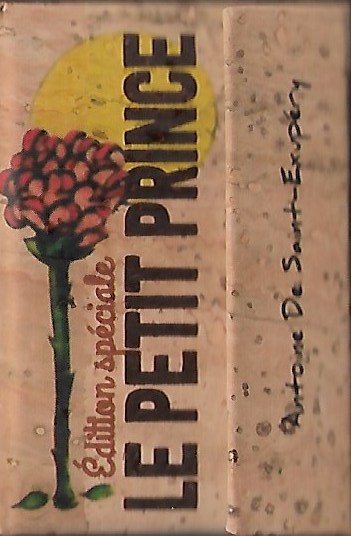 Édition spéciale
LE PETIT PRINCE
Antoine De Saint-Exupéry